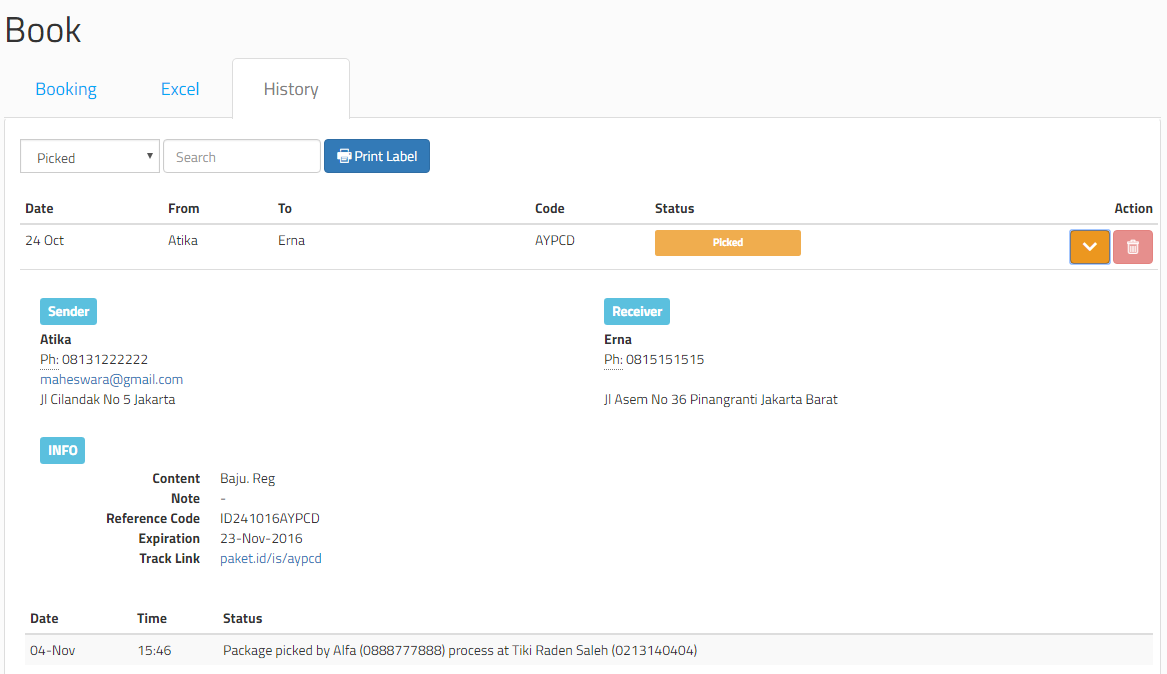 Book
Booking Excel History
Picked Search Print Label
Date From To Code Status Action
24 Oct Atika Erna AYPCD Picked
Sender Receiver
Atika Erna
Ph: 08131222222 Ph: 0815151515
maheswara@gmail.com
Jl Cilandak No 5 Jakarta Jl Asem No 36 Pinangranti Jakarta Barat
INFO
Content Baju. Reg
Note -
Reference Code ID241016AYPCD
Expiration 23-Nov-2016
Track Link paket.id/is/aypcd
Date Time Status
04-Nov 15:46 Package picked by Alfa (0888777888) process at Tiki Raden Saleh (0213140404)